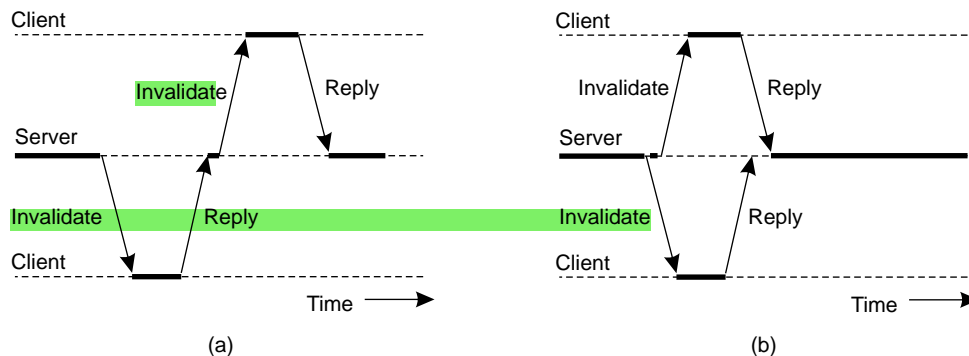 Client
Client
Invalidate
Reply
Invalidate
Reply
Server
Server
Invalidate
Reply
Invalidate
Reply
Client
Client
Time
Time
(a)
(b)